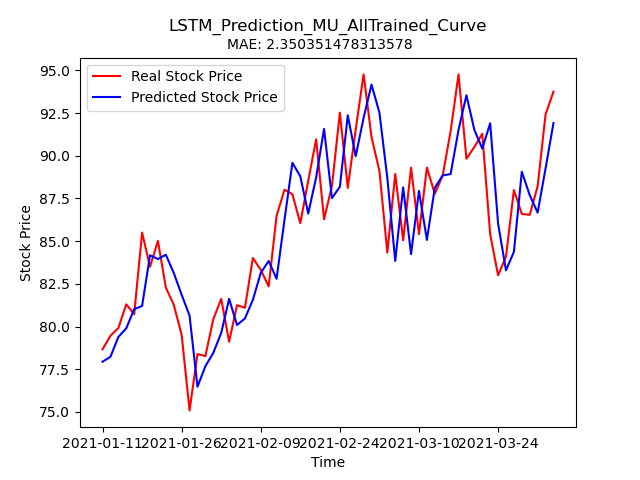 LSTM_Prediction_MU_AllTrained_Curve
MAE: 2.350351478313578
Real Stock Price
Predicted Stock Price
95.0
92.5
90.0
87.5
85.0
82.5
80.0
77.5
75.0
Stock Price
2021-01-11 2021-01-26 2021-02-09 2021-02-24 2021-03-10 2021-03-24
Time